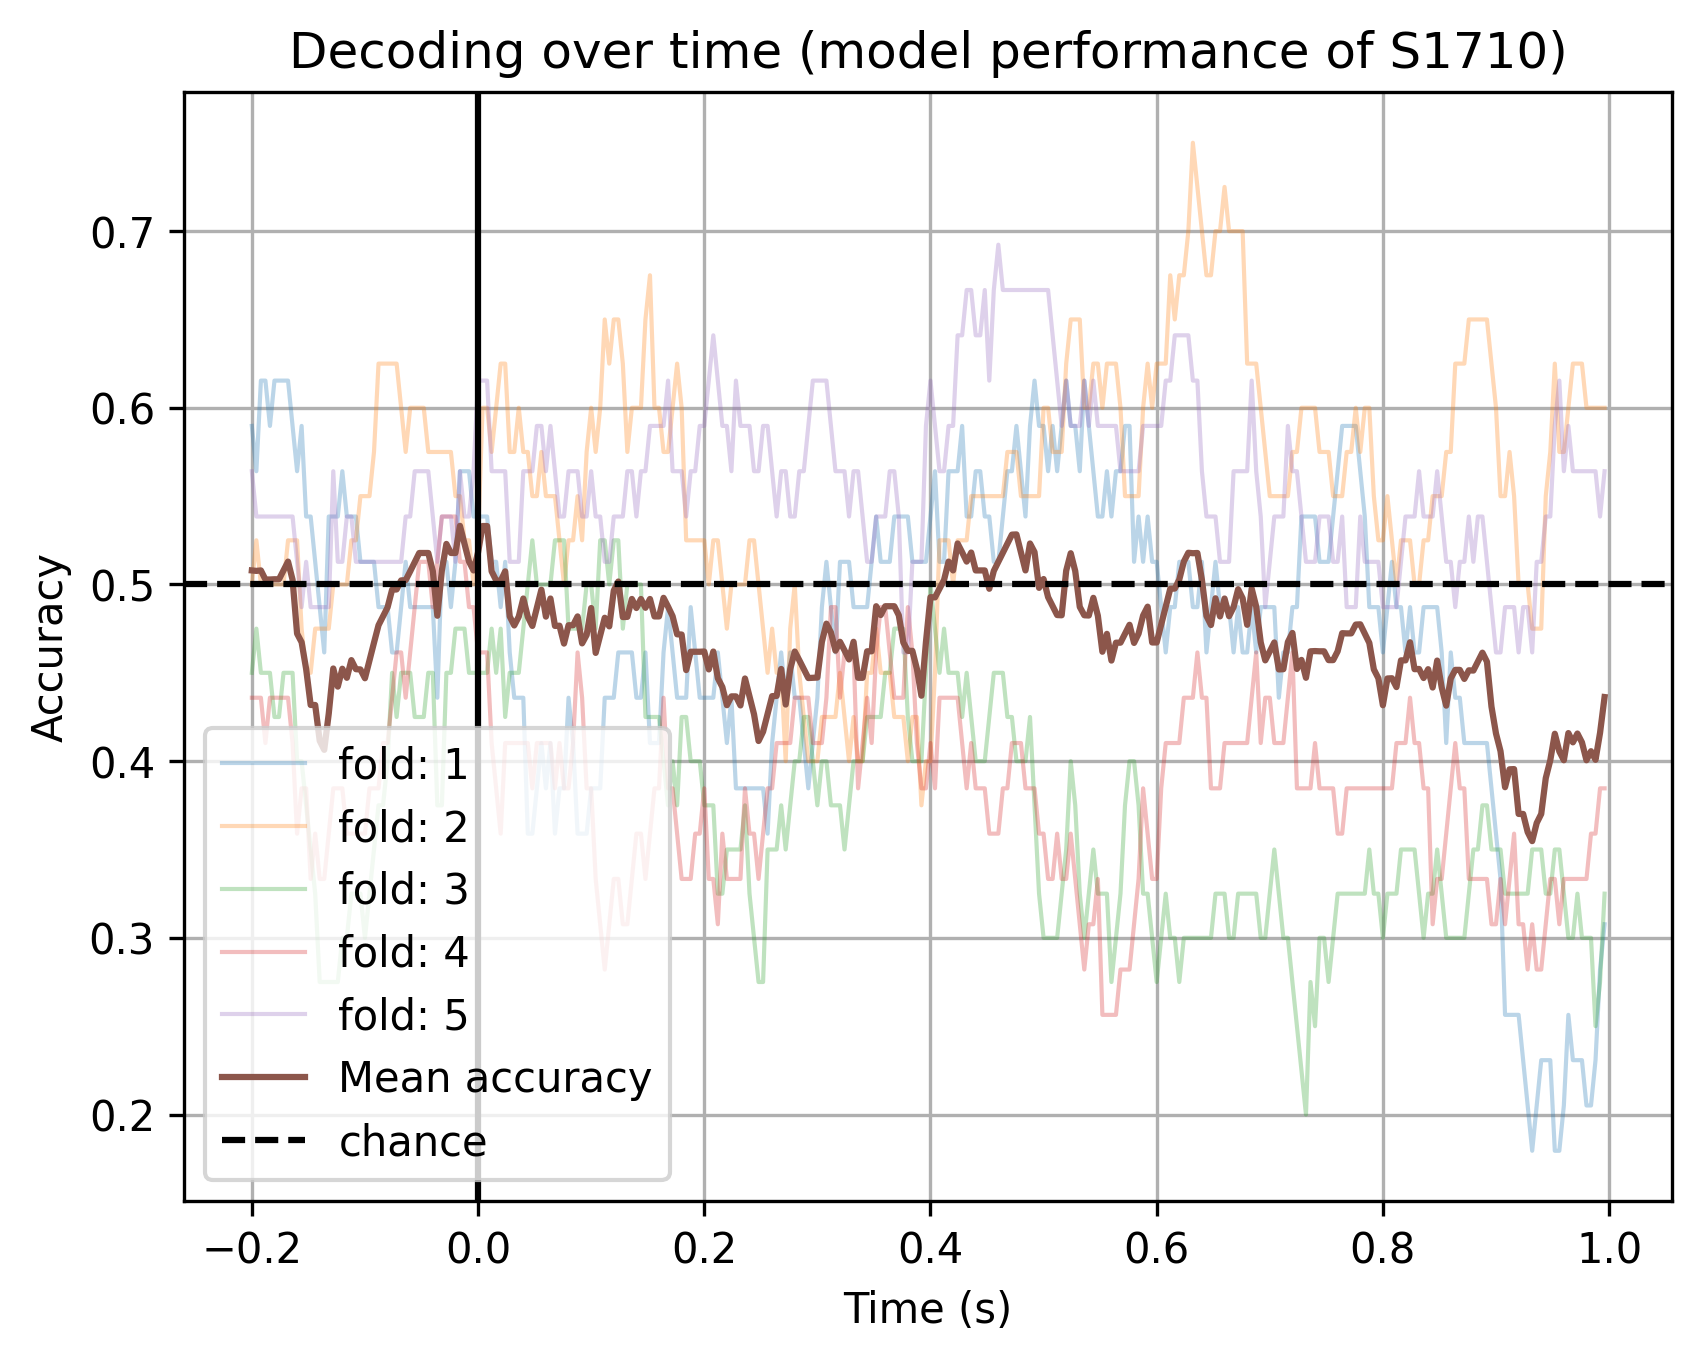 Decoding over time (model performance of S1710)
Accuracy
0.7
0.6
0.5
0.4
0.3
0.2
fold: 1
fold: 2
fold: 3
fold: 4
fold: 5
Mean accuracy
chance
−0.2 0.0 0.2 0.4 0.6 0.8 1.0
Time (s)